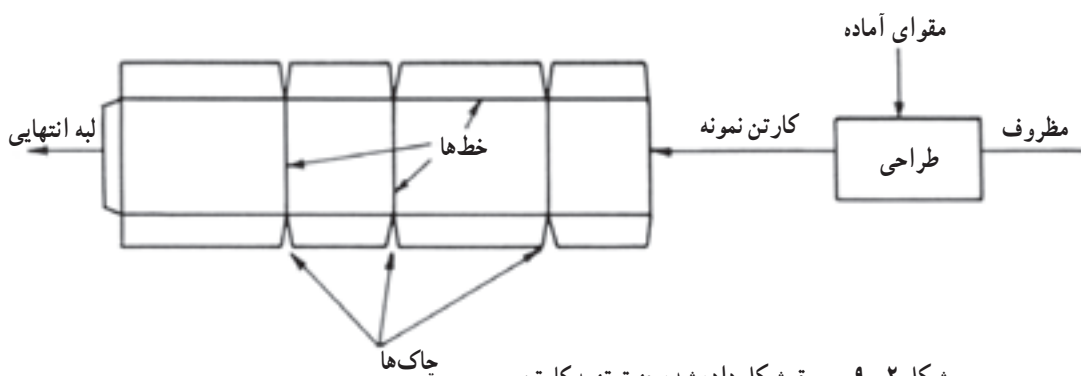 مقوای آماده
مظروف
طراحی
کارتن نمونه
خط‌ها
لبه انتهایی
چاک‌ها